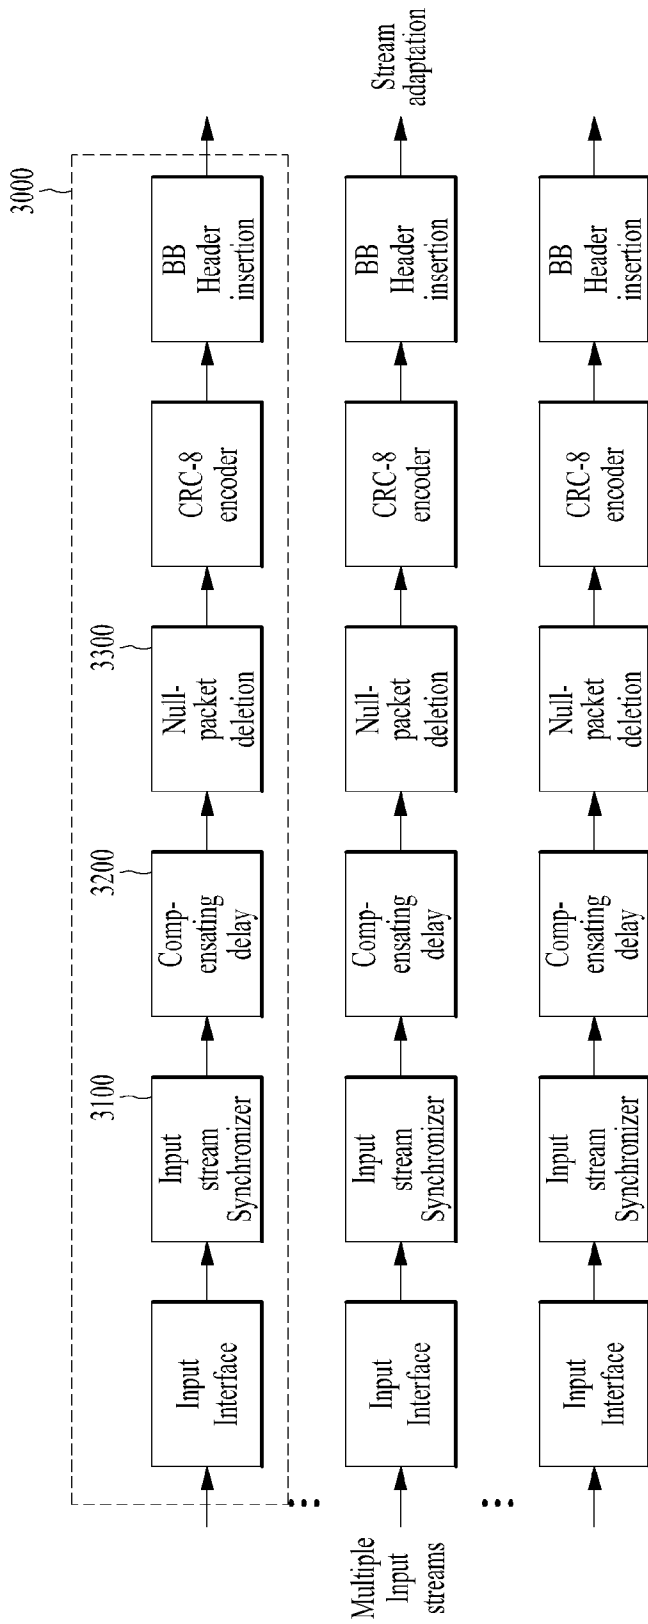 3000
Input
Interface
3100
Input
stream
Synchronizer
3200
Comp-
ensating
delay
3300
Null-
packet
deletion
CRC-8
encoder
BB
Header
insertion
•••
Multiple
Input
streams
Input
Interface
Input
stream
Synchronizer
Comp-
ensating
delay
Null-
packet
deletion
CRC-8
encoder
BB
Header
insertion
Stream
adaptation
•••
Input
Interface
Input
stream
Synchronizer
Comp-
ensating
delay
Null-
packet
deletion
CRC-8
encoder
BB
Header
insertion